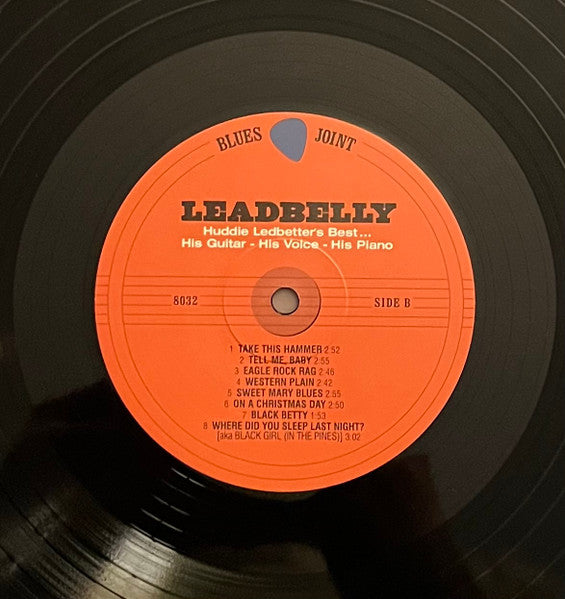 BLUES JOINT
LEADBELLY
Huddie Ledbetter's Best...
His Guitar - His Voice - His Piano
8032 SIDE B
1 TAKE THIS HAMMER 2:52
2 TELL ME, BABY 2:55
3 EAGLE ROCK RAG 2:46
4 WESTERN PLAIN 2:42
5 SWEET MARY BLUES 2:55
6 ON A CHRISTMAS DAY 2:50
7 BLACK BETTY 1:53
8 WHERE DID YOU SLEEP LAST NIGHT?
[aka BLACK GIRL (IN THE PINES)] 3:02